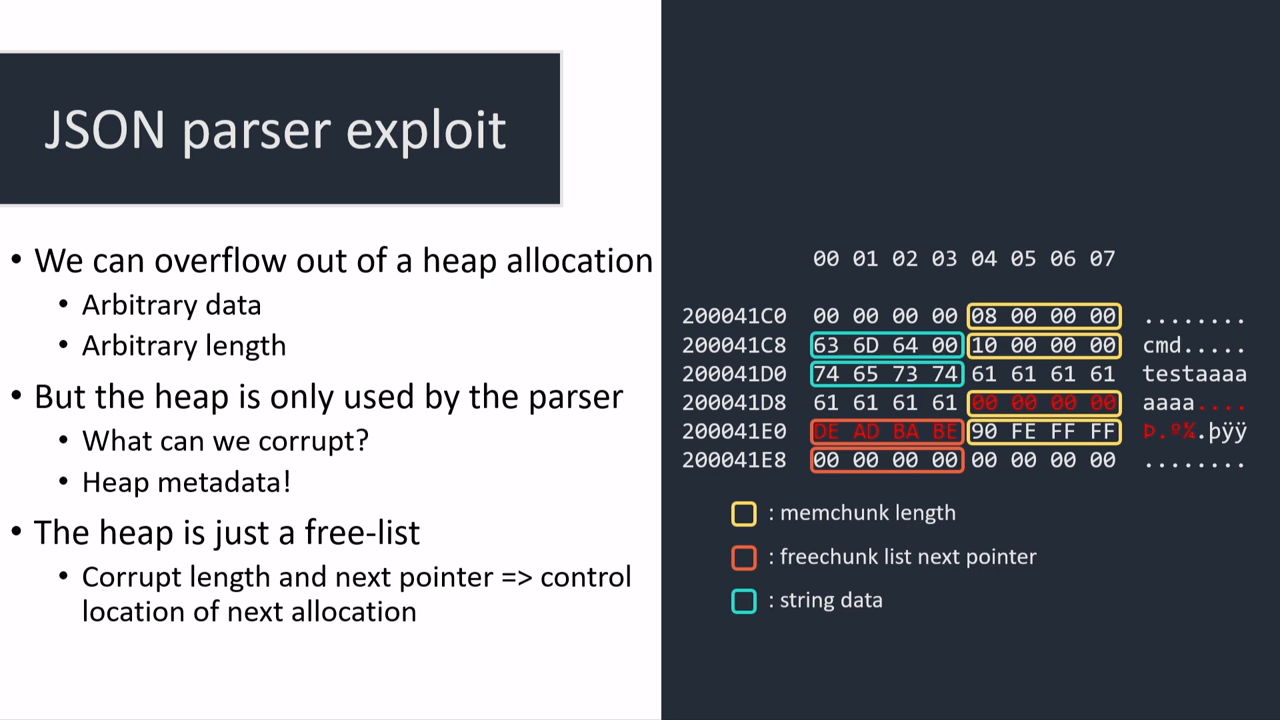 JSON parser exploit
• We can overflow out of a heap allocation
• Arbitrary data
• Arbitrary length
• But the heap is only used by the parser
• What can we corrupt?
• Heap metadata!
• The heap is just a free-list
• Corrupt length and next pointer => control
location of next allocation
00 01 02 03 04 05 06 07
200041C0 00 00 00 00 08 00 00 00 ........
200041C8 63 6D 64 00 10 00 00 00 cmd.....
200041D0 74 65 73 74 61 61 61 61 testaaaa
200041D8 61 61 61 61 00 00 00 00 aaaa....
200041E0 DE AD BA BE 90 FE FF FF Þ.º¾.þÿÿ
200041E8 00 00 00 00 00 00 00 00 ........
: memchunk length
: freechunk list next pointer
: string data